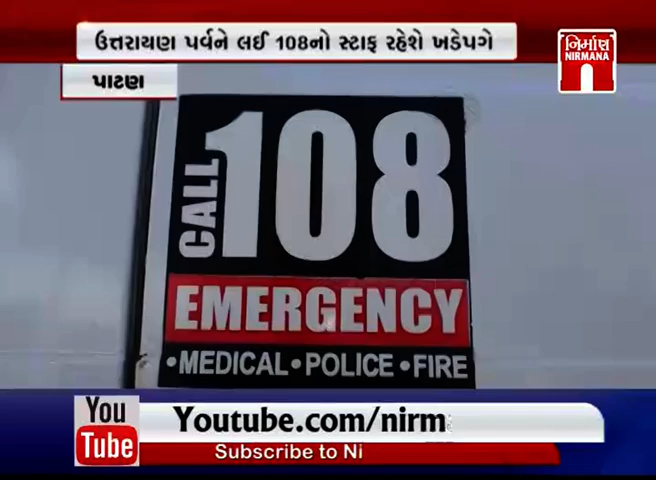 ઉત્તરાયણ પર્વને લઈ 108નો સ્ટાફ રહેશે ખડેપગે
નિર્માણ
NIRMANA
પાટણ
CALL 108
EMERGENCY
•MEDICAL •POLICE •FIRE
You
Tube
Youtube.com/nirm
Subscribe to Ni